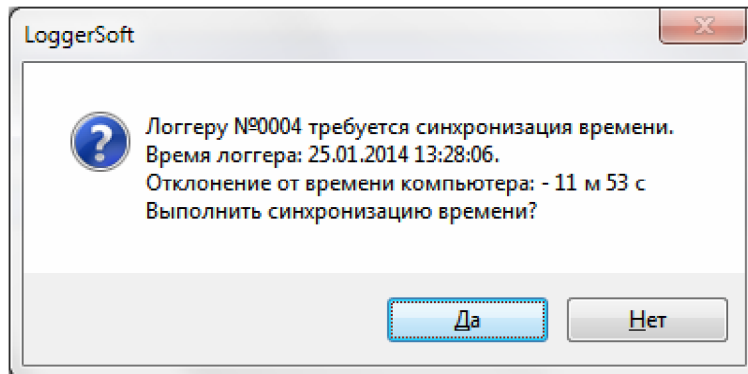 LoggerSoft
Логгеру №0004 требуется синхронизация времени.
Время логгера: 25.01.2014 13:28:06.
Отклонение от времени компьютера: - 11 м 53 с
Выполнить синхронизацию времени?
Да
Нет